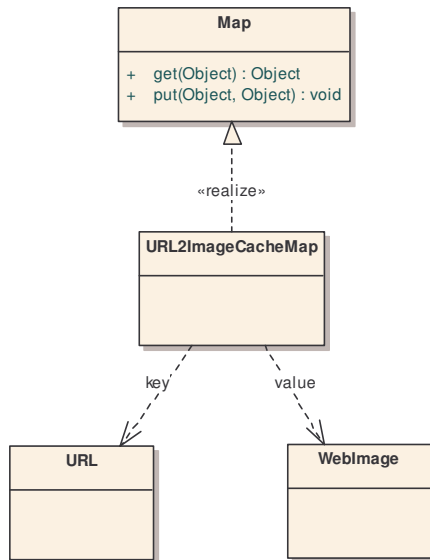 Map
+ get(Object) : Object
+ put(Object, Object) : void
«realize»
URL2ImageCacheMap
key
value
URL
WebImage